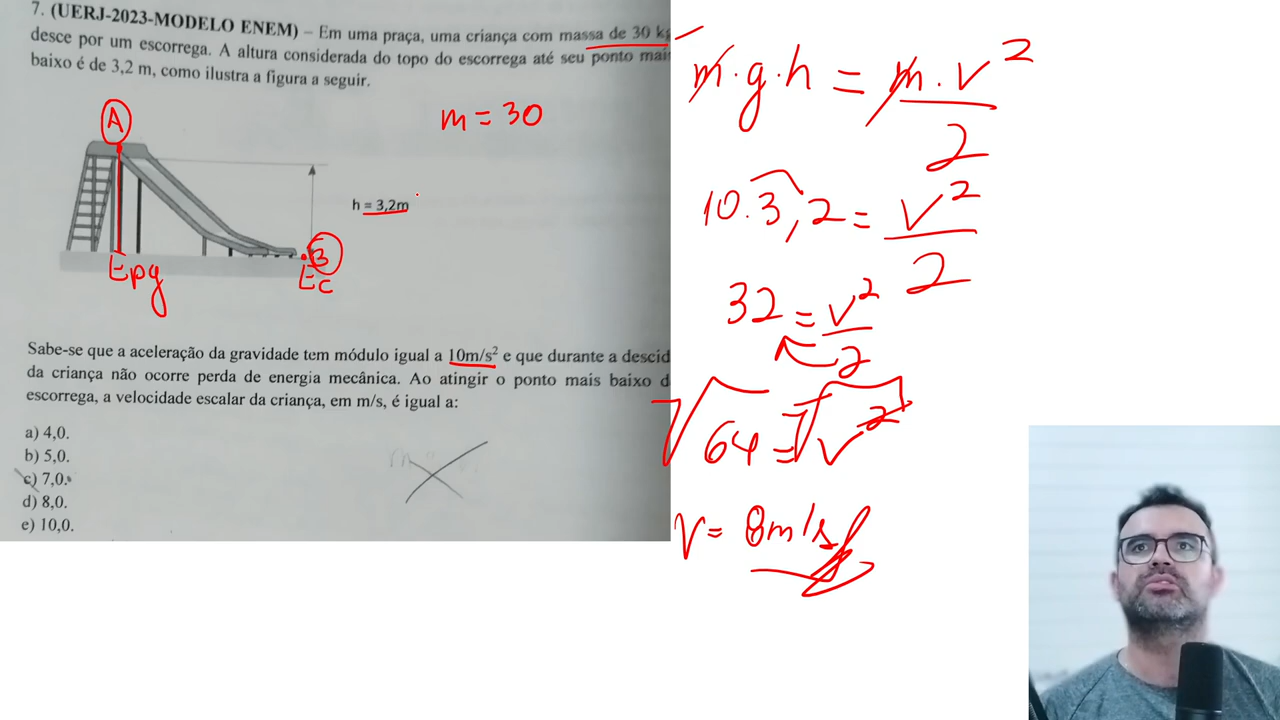 7. (UERJ-2023-MODELO ENEM) – Em uma praça, uma criança com massa de 30 kg
desce por um escorrega. A altura considerada do topo do escorrega até seu ponto mais
baixo é de 3,2 m, como ilustra a figura a seguir.
A
m = 30
h = 3,2m
B
Epg
Ec
Sabe-se que a aceleração da gravidade tem módulo igual a 10m/s² e que durante a descid
da criança não ocorre perda de energia mecânica. Ao atingir o ponto mais baixo d
escorrega, a velocidade escalar da criança, em m/s, é igual a:
a) 4,0.
b) 5,0.
c) 7,0.
d) 8,0.
e) 10,0.
m·g·h = m·v²/2
10.3,2 = v²/2
32 = v²/2
√64 = √v²
v = 8m/s